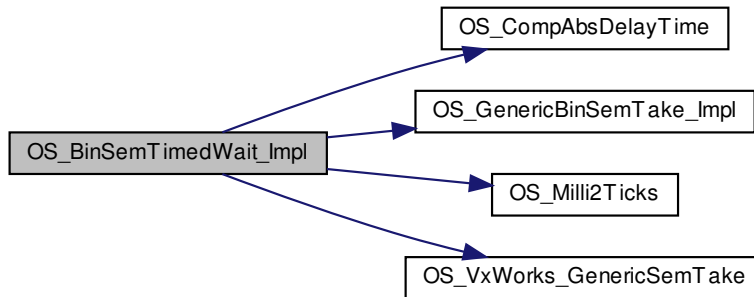 OS_CompAbsDelayTime
OS_GenericBinSemTake_Impl
OS_BinSemTimedWait_Impl
OS_Milli2Ticks
OS_VxWorks_GenericSemTake